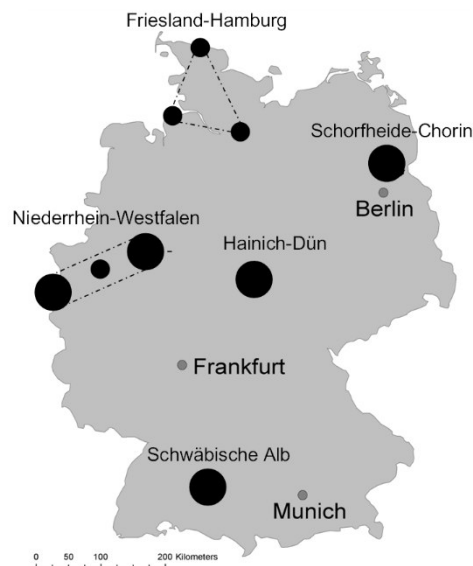 Friesland-Hamburg
Schorfheide-Chorin
Berlin
Niederrhein-Westfalen
Hainich-Dün
Frankfurt
Schwäbische Alb
Munich
0 50 100 200 Kilometers